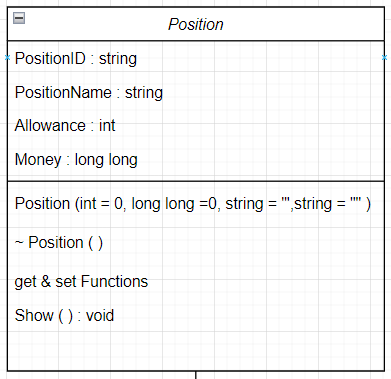 Position
PositionID : string
PositionName : string
Allowance : int
Money : long long
Position (int = 0, long long =0, string = "',string = "" )
~ Position ( )
get & set Functions
Show ( ) : void